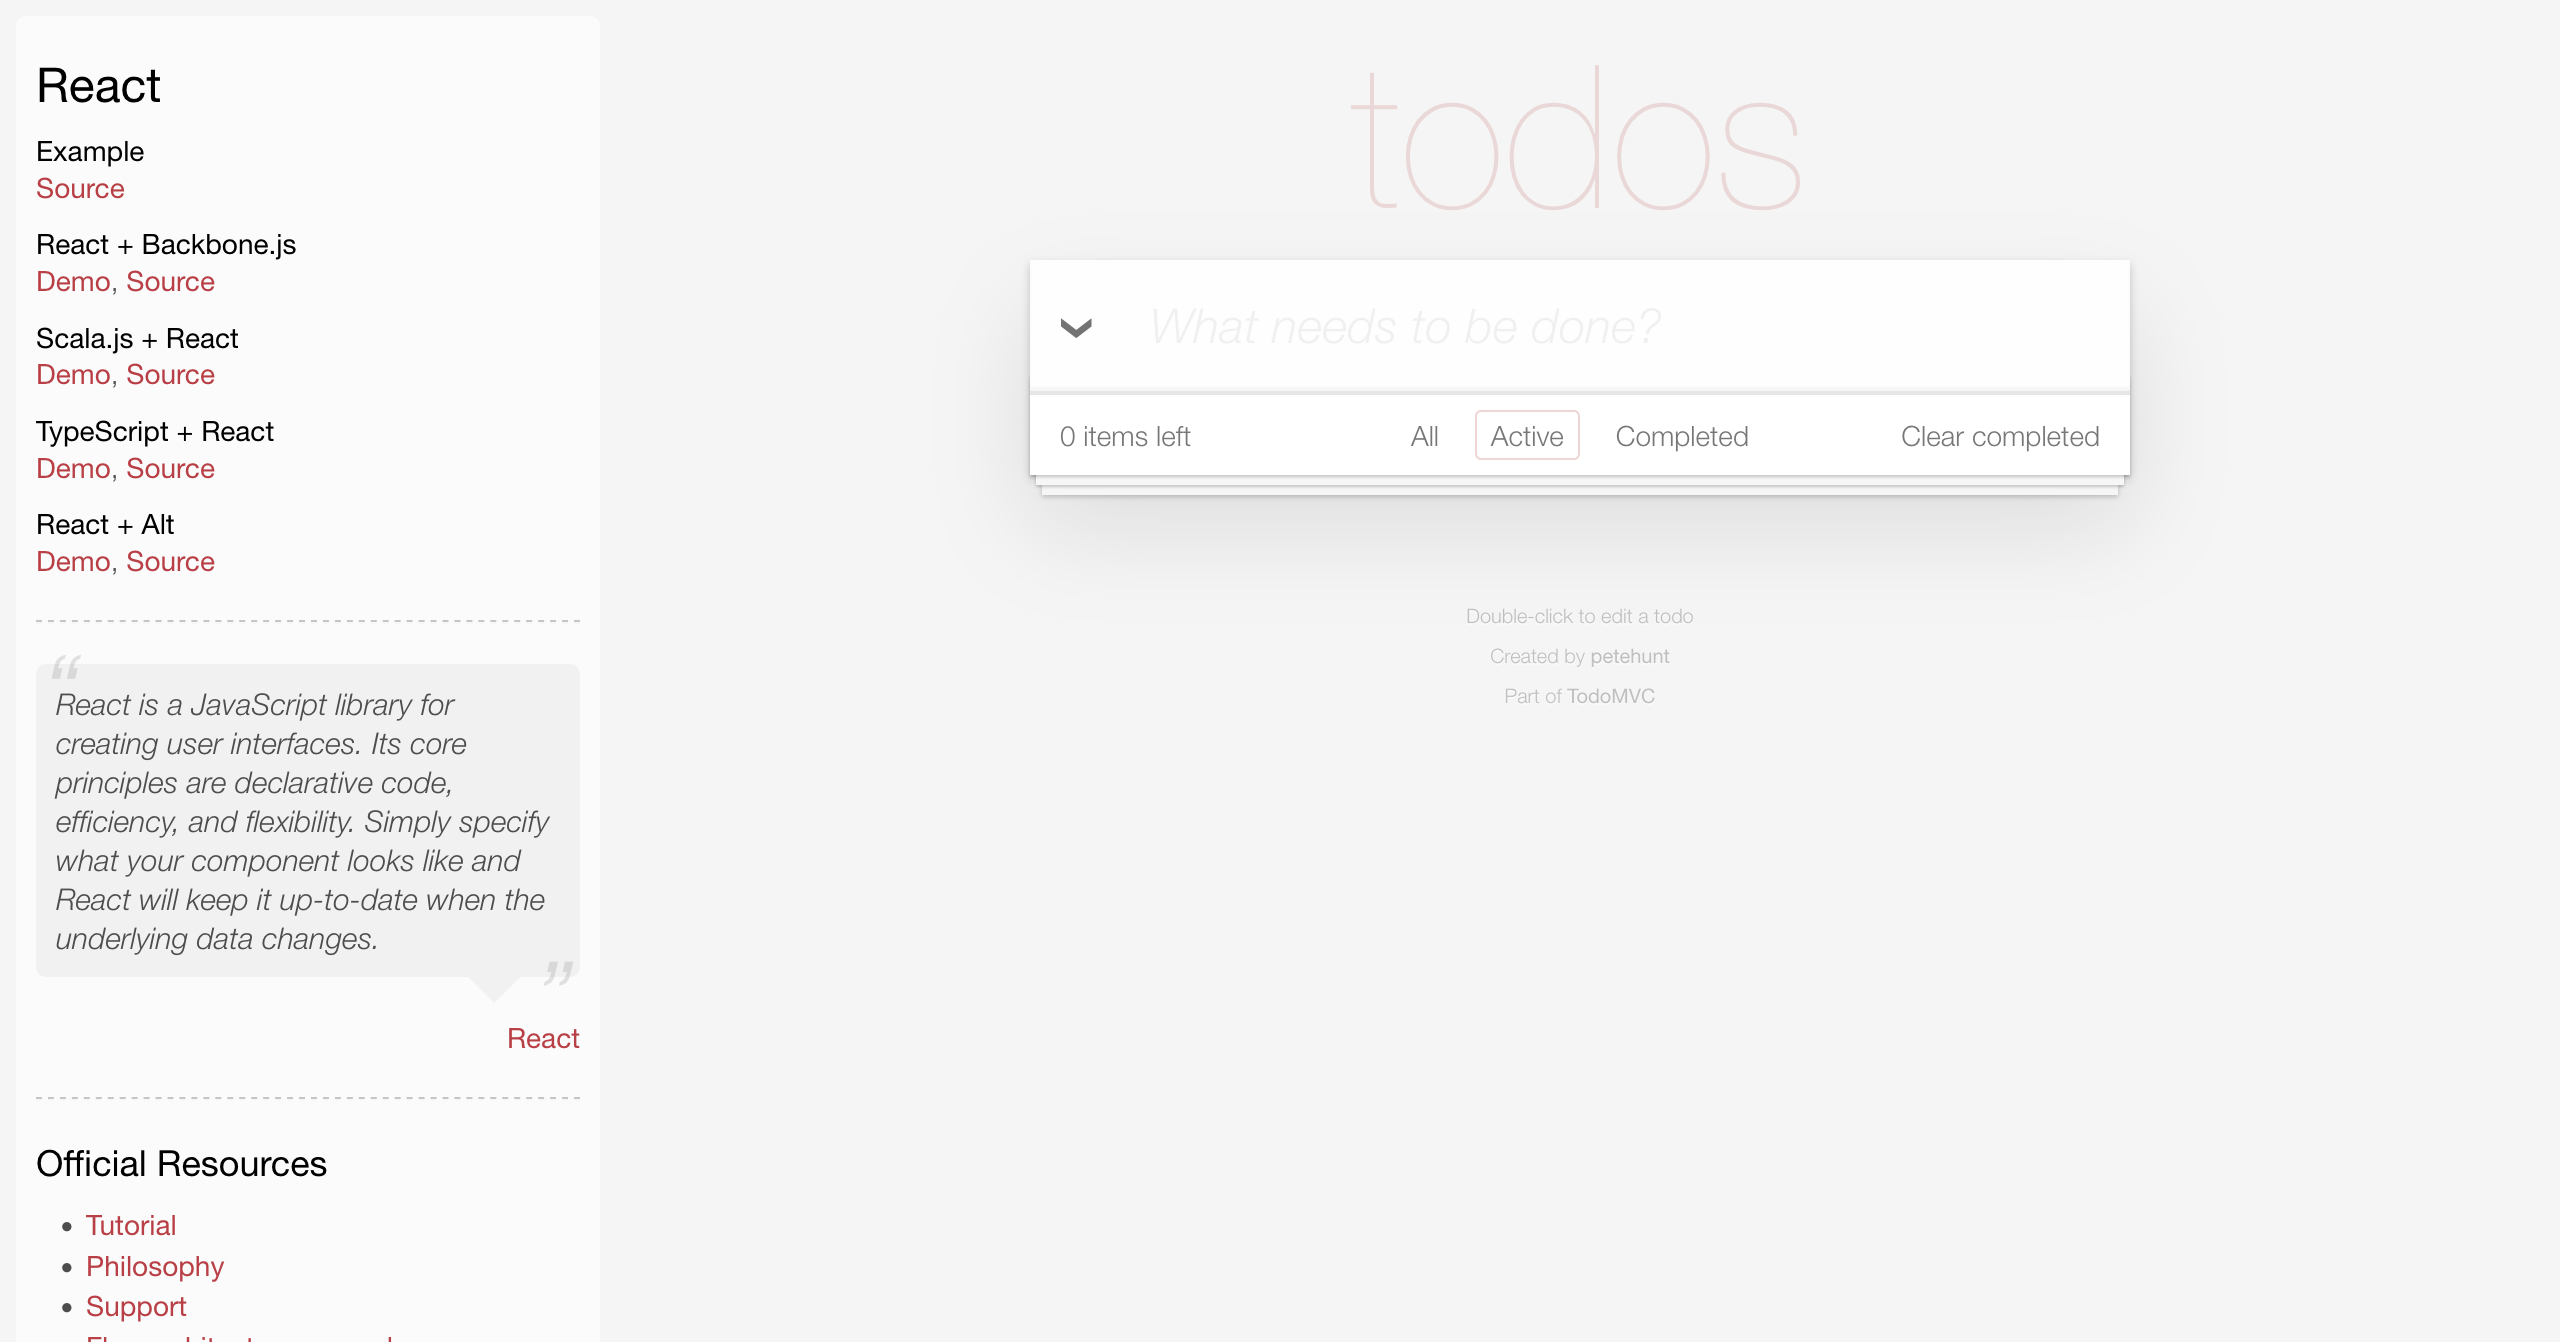 React
Example
Source
React + Backbone.js
Demo, Source
Scala.js + React
Demo, Source
TypeScript + React
Demo, Source
React + Alt
Demo, Source
“
React is a JavaScript library for
creating user interfaces. Its core
principles are declarative code,
efficiency, and flexibility. Simply specify
what your component looks like and
React will keep it up-to-date when the
underlying data changes.
”
React
Official Resources
• Tutorial
• Philosophy
• Support
todos
What needs to be done?
0 items left
All
Active
Completed
Clear completed
Double-click to edit a todo
Created by petehunt
Part of TodoMVC